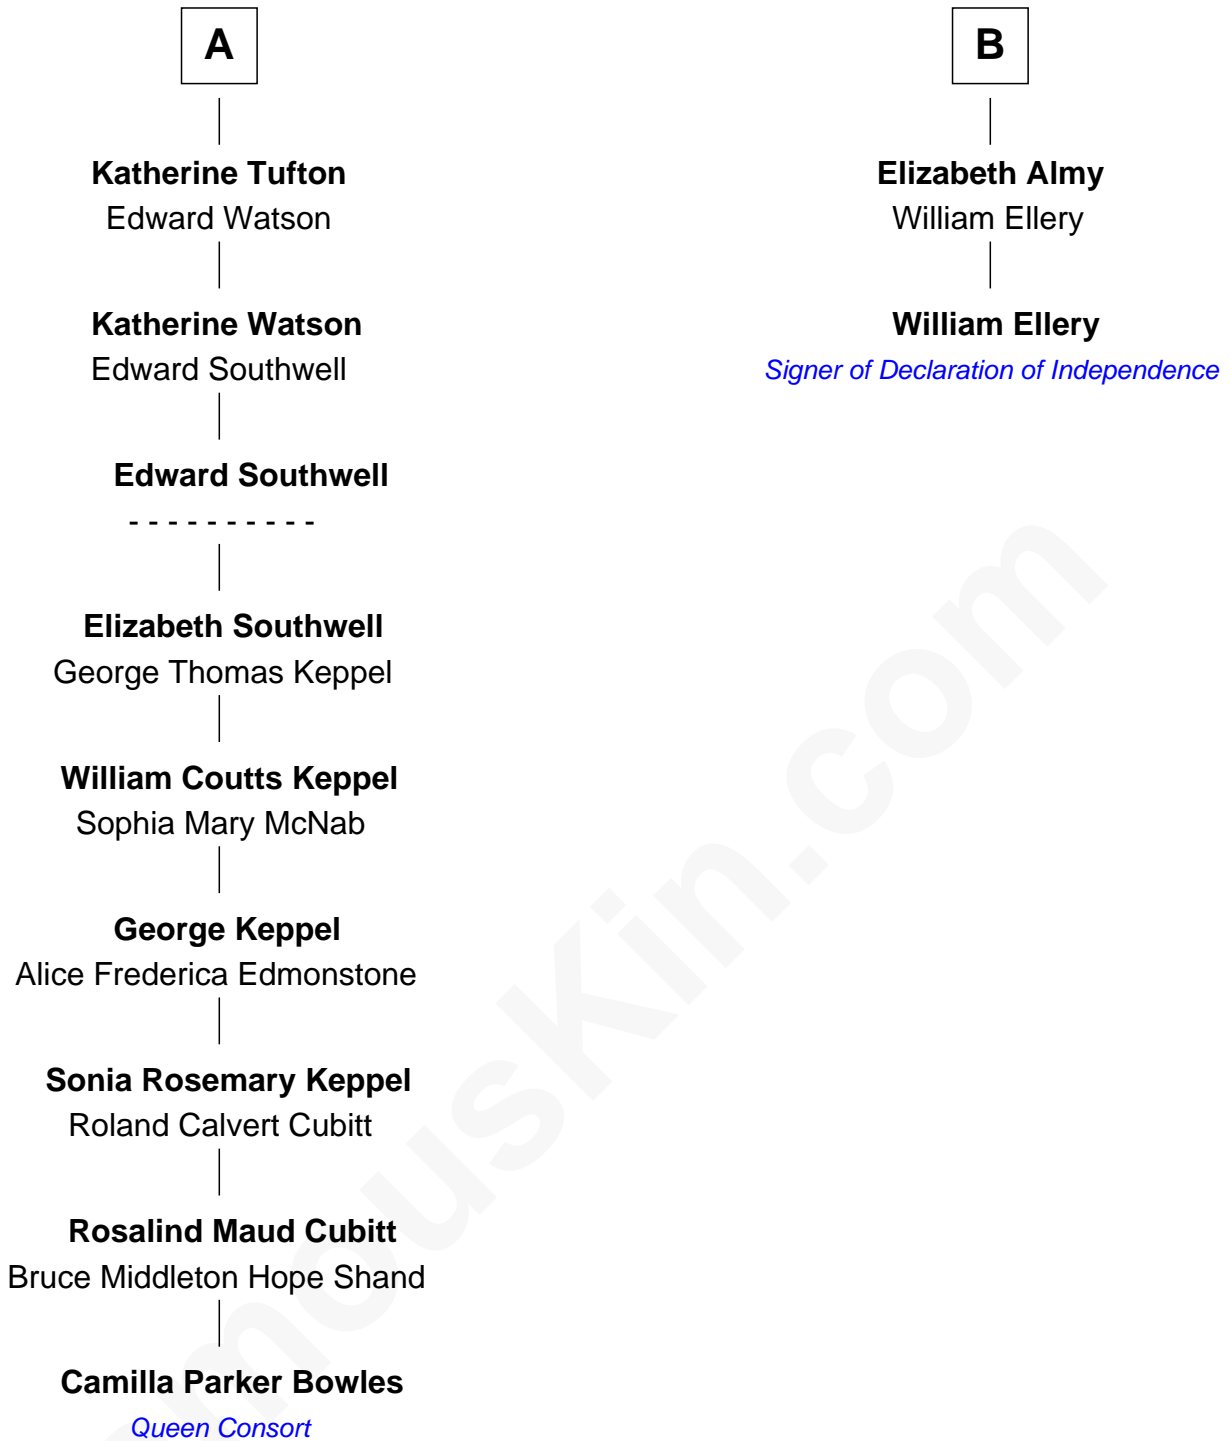 A
Katherine Tufton
Edward Watson
Katherine Watson
Edward Southwell
Edward Southwell
- - - - - - - - - -
Elizabeth Southwell
George Thomas Keppel
William Coutts Keppel
Sophia Mary McNab
George Keppel
Alice Frederica Edmonstone
Sonia Rosemary Keppel
Roland Calvert Cubitt
Rosalind Maud Cubitt
Bruce Middleton Hope Shand
Camilla Parker Bowles
Queen Consort
B
Elizabeth Almy
William Ellery
William Ellery
Signer of Declaration of Independence
mouskin.com